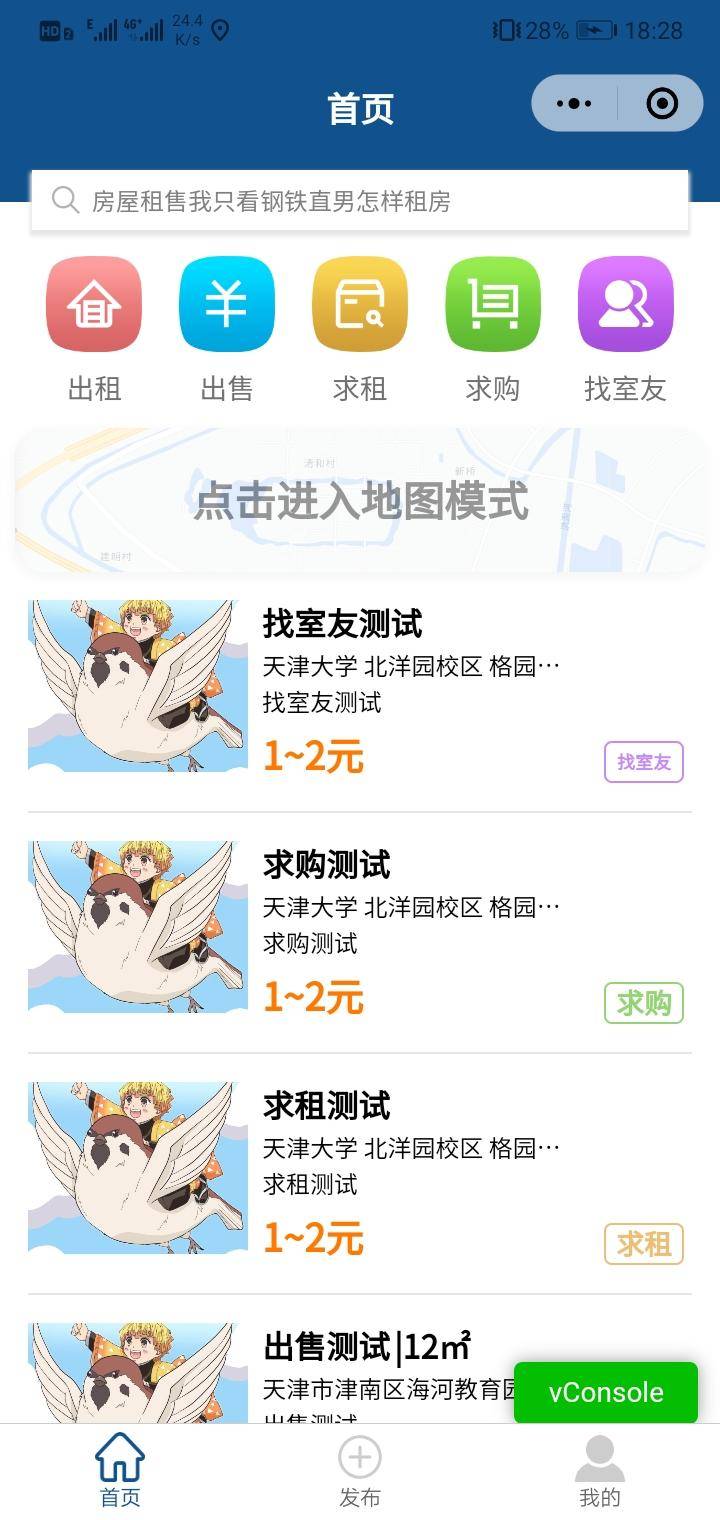 HD 2 E 4G+ 24.4 K/s 28% 18:28
首页
房屋租售我只看钢铁直男怎样租房
出租 出售 求租 求购 找室友
清和村
新桥
点击进入地图模式
建明村
找室友测试
天津大学 北洋园校区 格园…
找室友测试
1~2元
找室友
求购测试
天津大学 北洋园校区 格园…
求购测试
1~2元
求购
求租测试
天津大学 北洋园校区 格园…
求租测试
1~2元
求租
出售测试|12㎡
天津市津南区海河教育园
vConsole
出售测试
首页 发布 我的